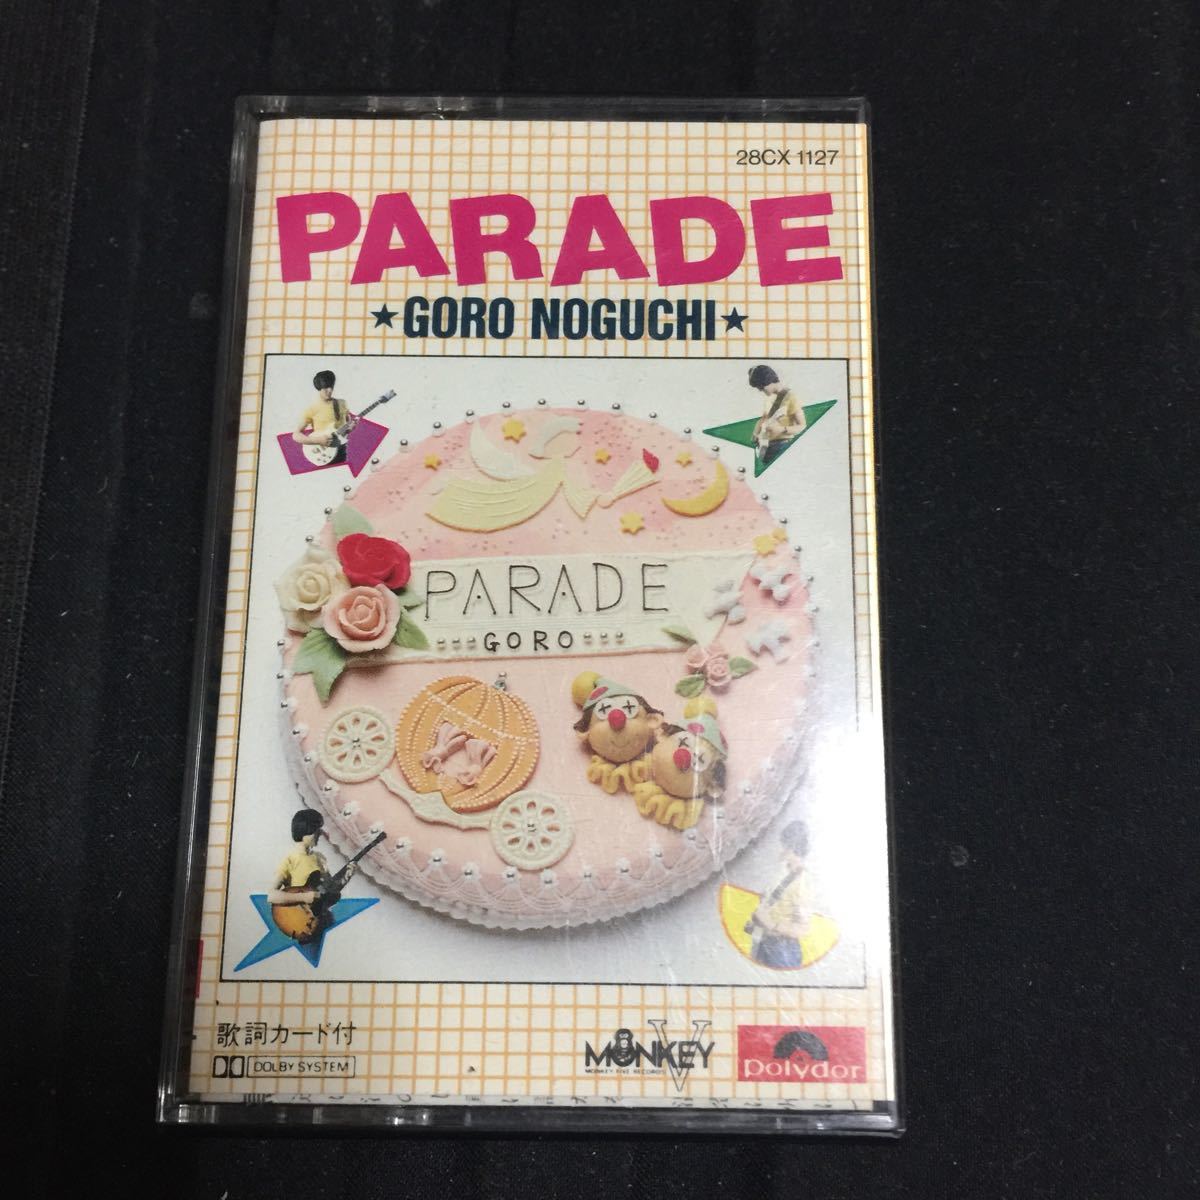 28CX 1127
PARADE
★GORO NOGUCHI★
PARADE
GORO
歌詞カード付
DOLBY SYSTEM
MONKEY V
MONKEY FIVE RECORDS
polydor